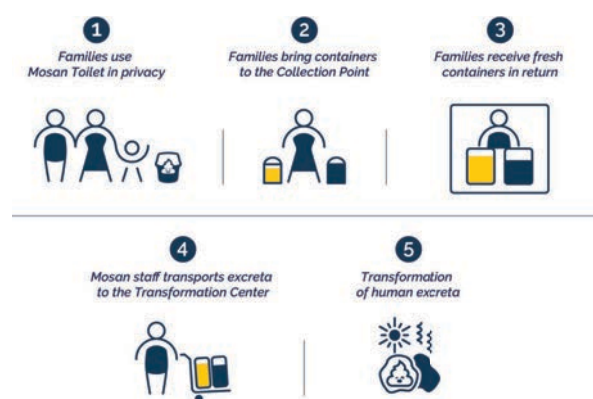 1
Families use
Mosan Toilet in privacy
2
Families bring containers
to the Collection Point
3
Families receive fresh
containers in return
4
Mosan staff transports excreta
to the Transformation Center
5
Transformation
of human excreta